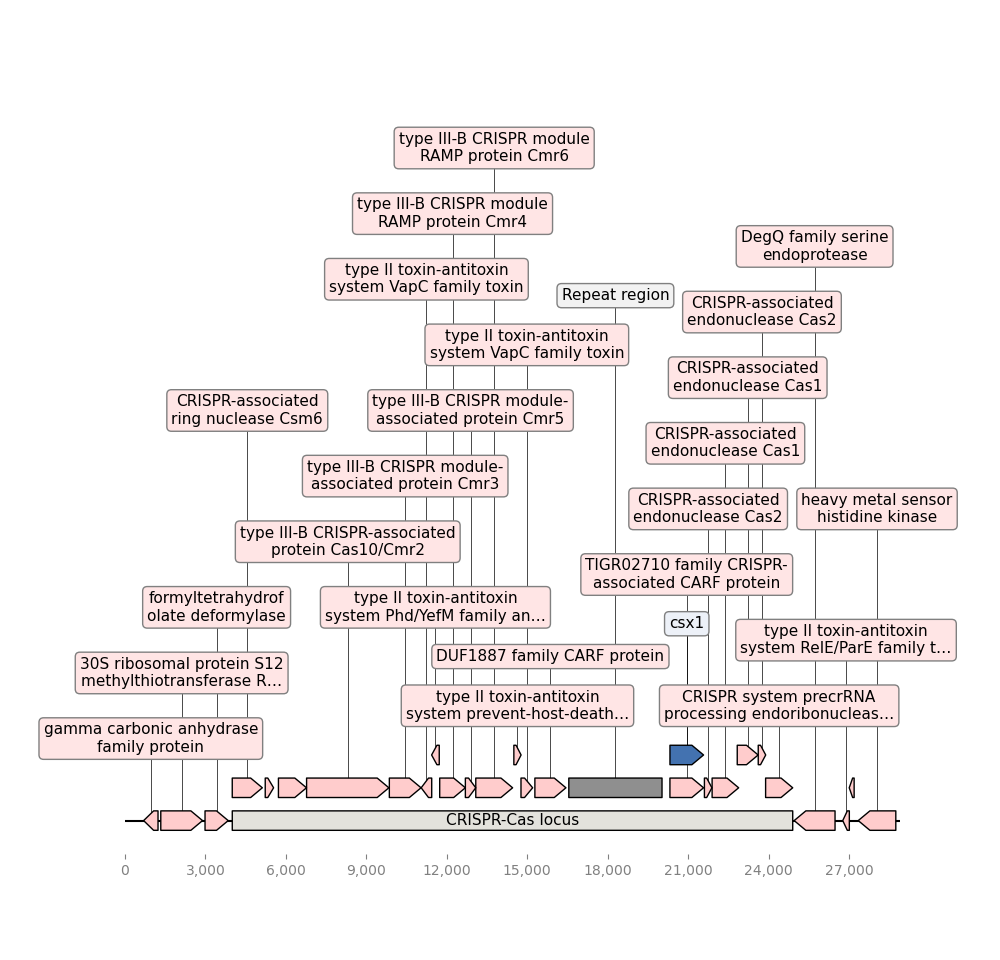 type III-B CRISPR module
RAMP protein Cmr6
type III-B CRISPR module
RAMP protein Cmr4
DegQ family serine
endoprotease
type II toxin-antitoxin
system VapC family toxin
Repeat region
CRISPR-associated
endonuclease Cas2
type II toxin-antitoxin
system VapC family toxin
CRISPR-associated
endonuclease Cas1
CRISPR-associated
ring nuclease Csm6
type III-B CRISPR module-
associated protein Cmr5
CRISPR-associated
endonuclease Cas1
type III-B CRISPR module-
associated protein Cmr3
CRISPR-associated
endonuclease Cas2
heavy metal sensor
histidine kinase
type III-B CRISPR-associated
protein Cas10/Cmr2
TIGR02710 family CRISPR-
associated CARF protein
formyltetrahydrof
olate deformylase
type II toxin-antitoxin
system Phd/YefM family an...
csx1
type II toxin-antitoxin
system RelE/ParE family t...
DUF1887 family CARF protein
30S ribosomal protein S12
methylthiotransferase R...
type II toxin-antitoxin
system prevent-host-death...
CRISPR system precrRNA
processing endoribonucleas...
gamma carbonic anhydrase
family protein
CRISPR-Cas locus
0 3,000 6,000 9,000 12,000 15,000 18,000 21,000 24,000 27,000